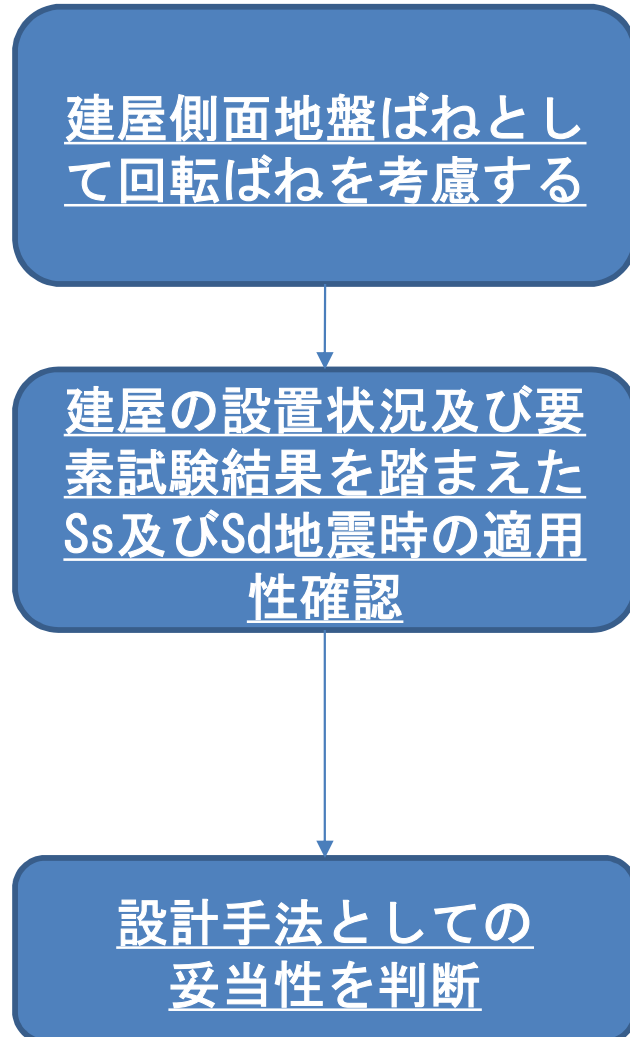 建屋側面地盤ばねとし
て回転ばねを考慮する
建屋の設置状況及び要
素試験結果を踏まえた
Ss及びSd地震時の適用
性確認
設計手法としての
妥当性を判断